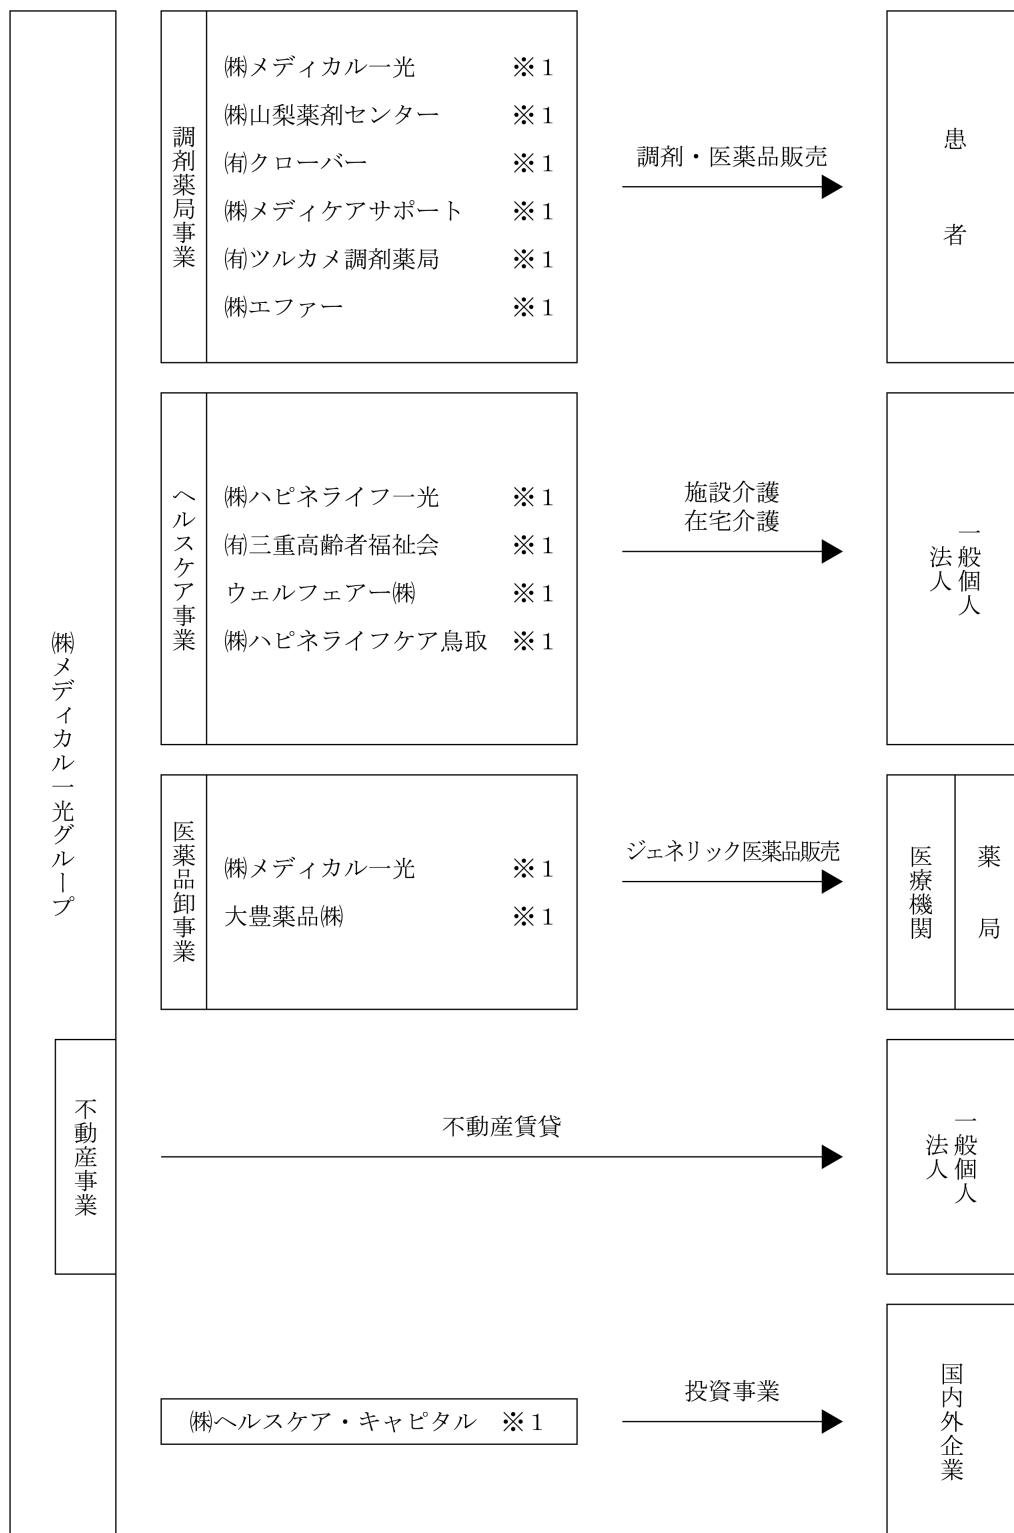 ㈱メディカル一光グループ
調剤薬局事業
㈱メディカル一光 ※1
㈱山梨薬剤センター ※1
㈲クローバー ※1
㈱メディケアサポート ※1
㈲ツルカメ調剤薬局 ※1
㈱エファー ※1
調剤・医薬品販売
患者
ヘルスケア事業
㈱ハピネライフ一光 ※1
㈲三重高齢者福祉会 ※1
ウェルフェアー㈱ ※1
㈱ハピネライフケア鳥取 ※1
施設介護
在宅介護
一般個人
法人
医薬品卸事業
㈱メディカル一光 ※1
大豊薬品㈱ ※1
ジェネリック医薬品販売
薬局
医療機関
不動産事業
不動産賃貸
一般個人
法人
㈱ヘルスケア・キャピタル ※1
投資事業
国内外企業